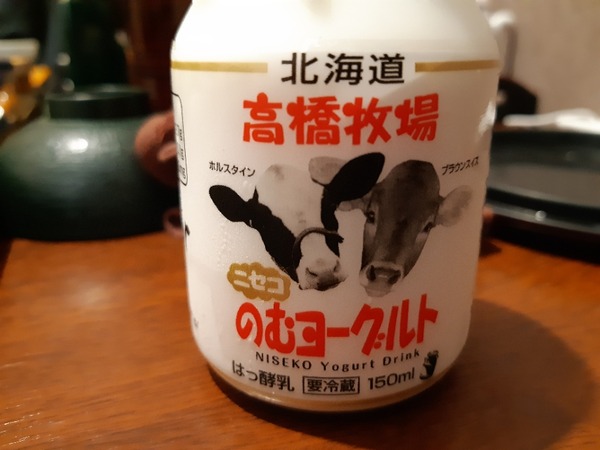 北海道
高橋牧場
ホルスタイン
ブラウンスイス
ニセコ
のむヨーグルト
NISEKO Yogurt Drink
はっ酵乳 要冷蔵 150ml